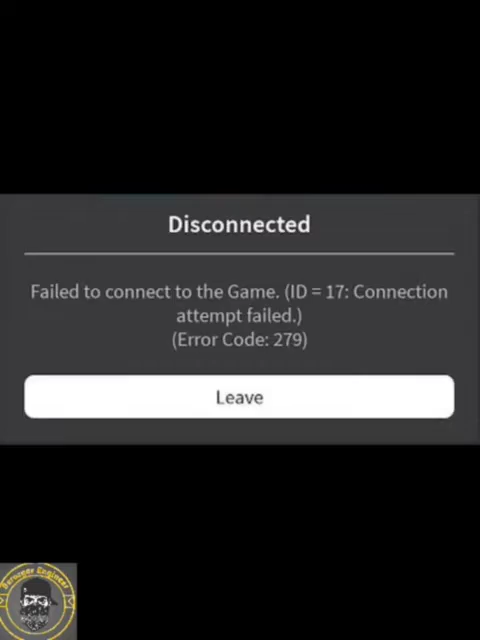 Disconnected
Failed to connect to the Game. (ID = 17: Connection
attempt failed.)
(Error Code: 279)
Leave